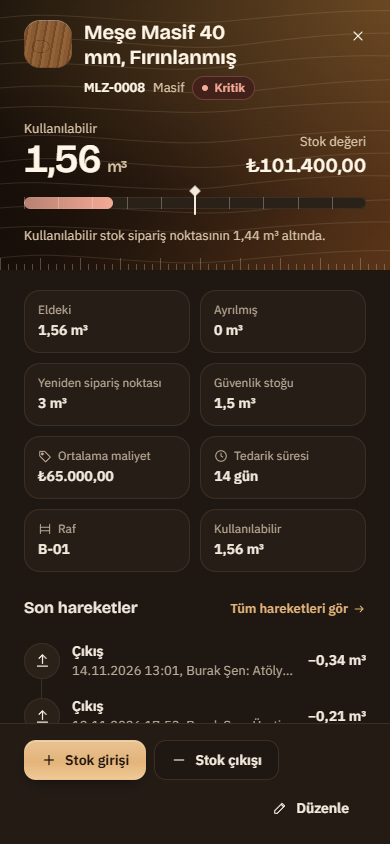 Meşe Masif 40
mm, Fırınlanmış
MLZ-0008 Masif Kritik
Kullanılabilir
1,56 m³
Stok değeri
₺101.400,00
Kullanılabilir stok sipariş noktasının 1,44 m³ altında.
Eldeki
1,56 m³
Ayrılmış
0 m³
Yeniden sipariş noktası
3 m³
Güvenlik stoğu
1,5 m³
Ortalama maliyet
₺65.000,00
Tedarik süresi
14 gün
Raf
B-01
Kullanılabilir
1,56 m³
Son hareketler
Tüm hareketleri gör →
Çıkış
14.11.2026 13:01, Burak Şen: Atöly...
−0,34 m³
Çıkış
−0,21 m³
Stok girişi
Stok çıkışı
Düzenle